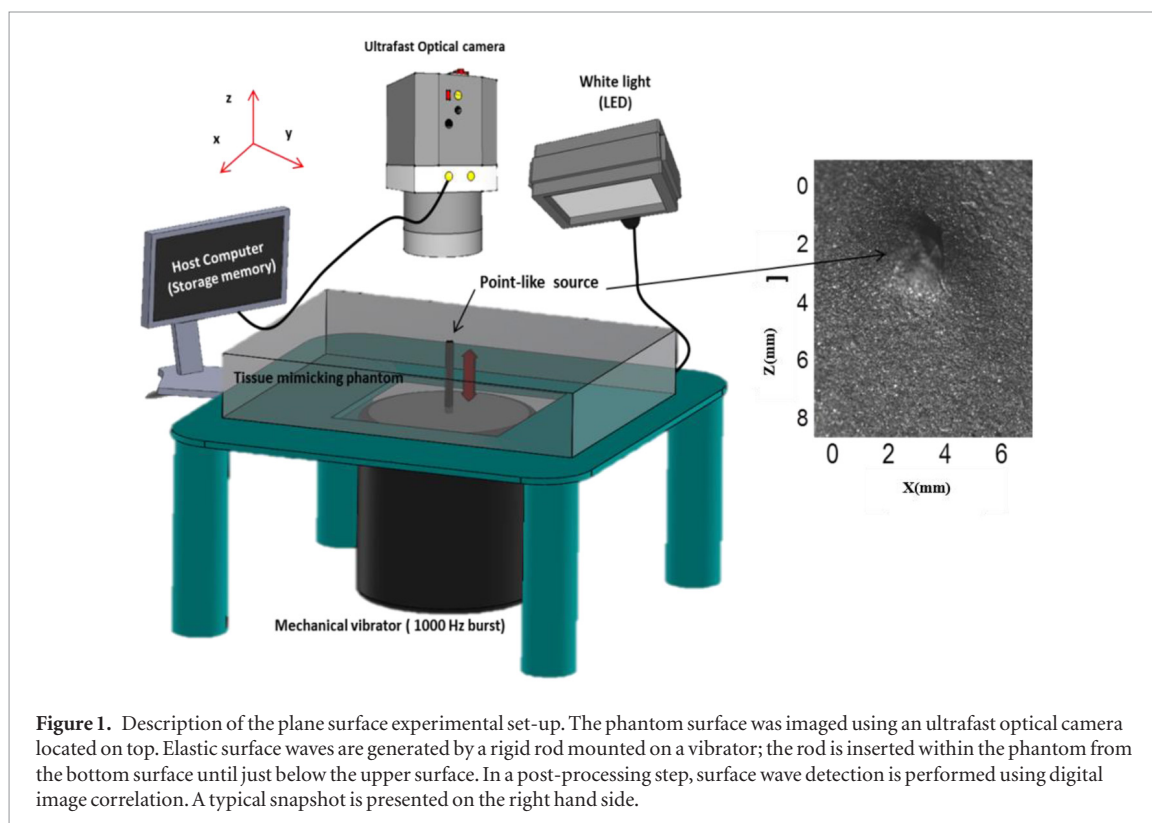 Ultrafast Optical camera
White light
(LED)
z
x
y
Host Computer
(Storage memory)
Point-like source
Tissue mimicking phantom
Mechanical vibrator ( 1000 Hz burst)
0
2
4
6
8
Z(mm)
]
0 2 4 6
X(mm)
Figure 1. Description of the plane surface experimental set-up. The phantom surface was imaged using an ultrafast optical camera
located on top. Elastic surface waves are generated by a rigid rod mounted on a vibrator; the rod is inserted within the phantom from
the bottom surface until just below the upper surface. In a post-processing step, surface wave detection is performed using digital
image correlation. A typical snapshot is presented on the right hand side.